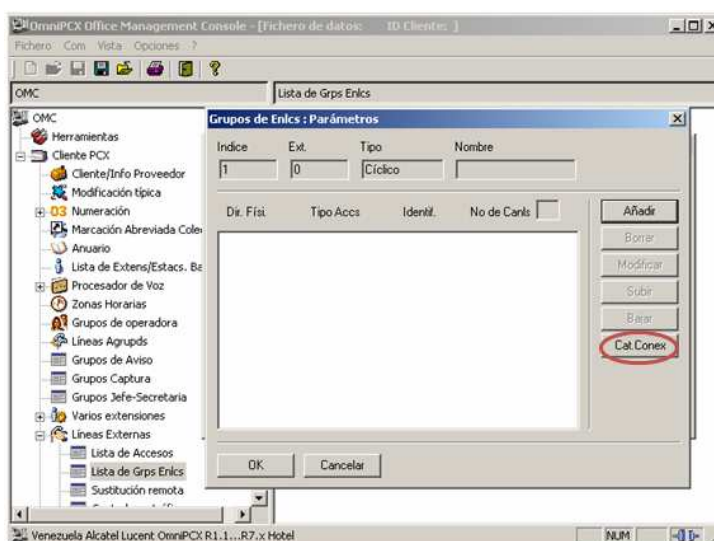 OmniPCX Office Management Console - [Fichero de datos: ID Cliente: ]
Fichero Com Vista Opciones ?
OMC
Lista de Grps Enlcs
OMC
Herramientas
Cliente PCX
Cliente/Info Proveedor
Modificación típica
03 Numeración
Marcación Abreviada Colec
Anuario
Lista de Extens/Estacs. Ba
Procesador de Voz
Zonas Horarias
Grupos de operadora
Líneas Agrupds
Grupos de Aviso
Grupos Captura
Grupos Jefe-Secretaria
Varios extensiones
Líneas Externas
Lista de Accesos
Lista de Grps Enlcs
Sustitución remota
Grupos de Enlcs : Parámetros
Indice Ext. Tipo Nombre
1 0 Cíclico
Dir. Físi. Tipo Accs Identif. No de Canls
Añadir
Borrar
Modificar
Subir
Bajar
Cat.Conex
OK Cancelar
Venezuela Alcatel Lucent OmniPCX R1.1...R7.x Hotel
NUM